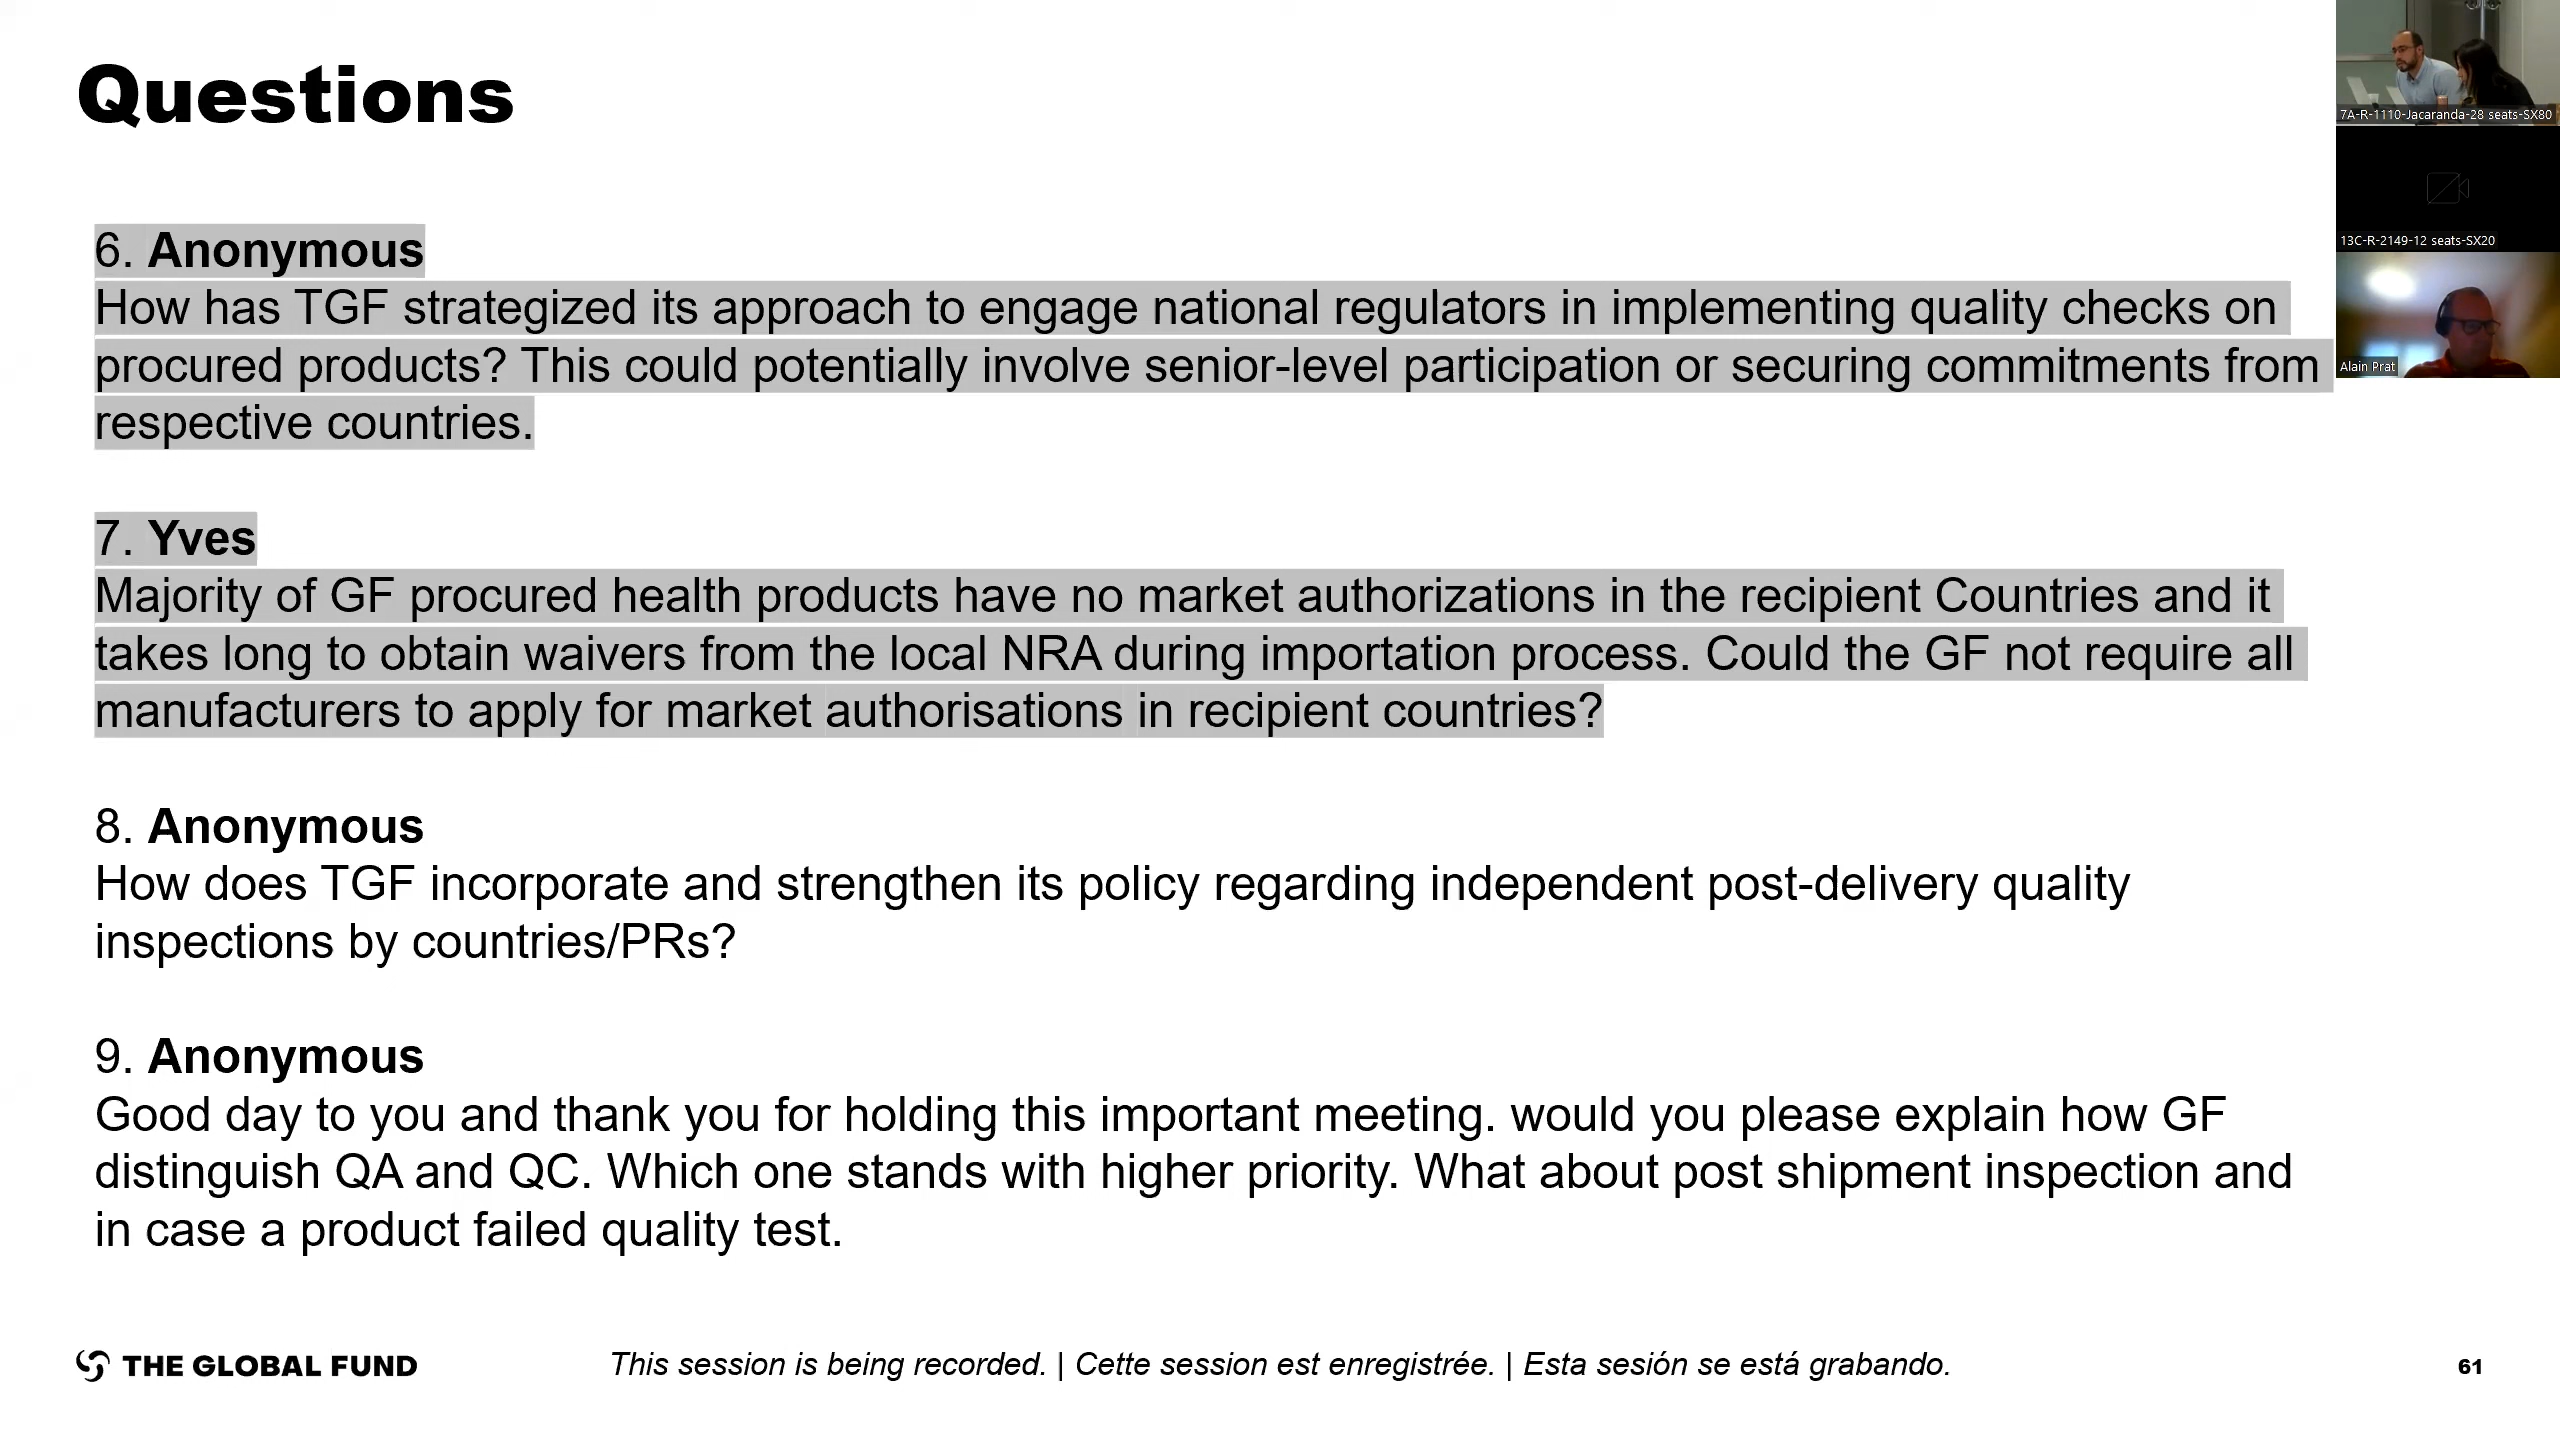 Questions
6. Anonymous
How has TGF strategized its approach to engage national regulators in implementing quality checks on
procured products? This could potentially involve senior-level participation or securing commitments from
respective countries.
7. Yves
Majority of GF procured health products have no market authorizations in the recipient Countries and it
takes long to obtain waivers from the local NRA during importation process. Could the GF not require all
manufacturers to apply for market authorisations in recipient countries?
8. Anonymous
How does TGF incorporate and strengthen its policy regarding independent post-delivery quality
inspections by countries/PRs?
9. Anonymous
Good day to you and thank you for holding this important meeting. would you please explain how GF
distinguish QA and QC. Which one stands with higher priority. What about post shipment inspection and
in case a product failed quality test.
THE GLOBAL FUND
This session is being recorded. | Cette session est enregistrée. | Esta sesión se está grabando.
61
7A-R-1110-Jacaranda-28 seats-SX80
13C-R-2149-12 seats-SX20
Alain Prat